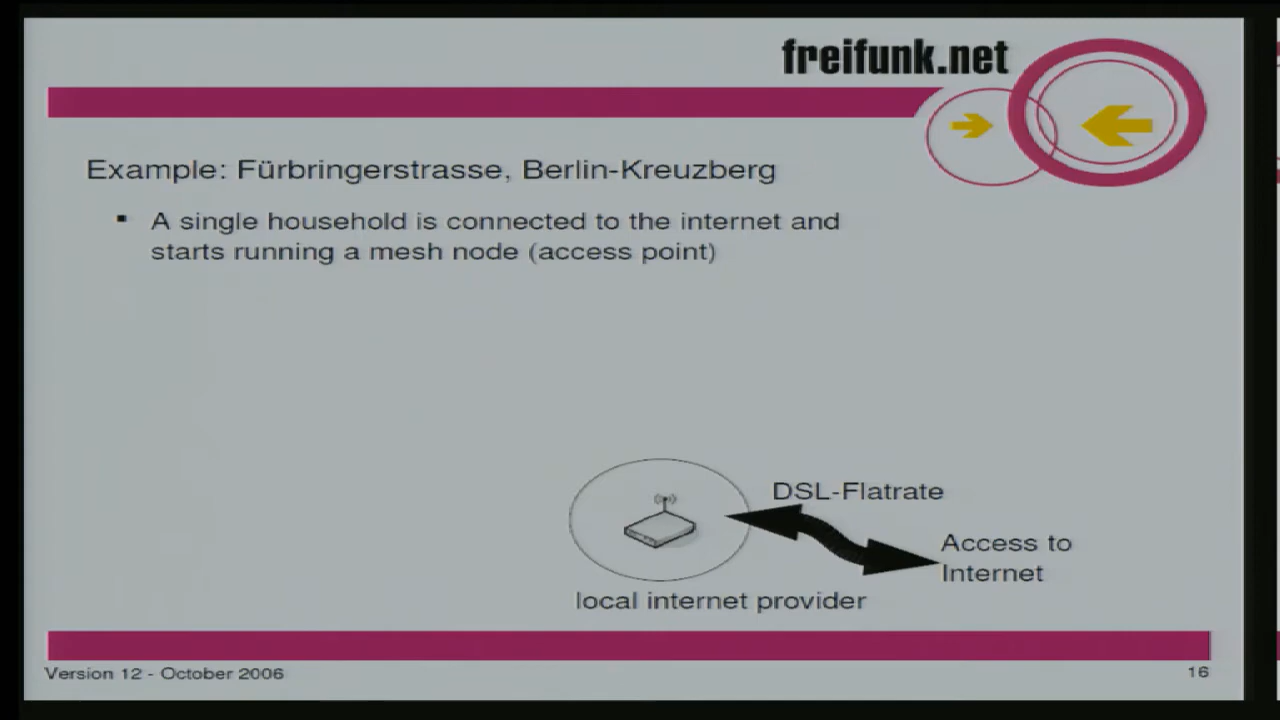 freifunk.net
Example: Fürbringerstrasse, Berlin-Kreuzberg
A single household is connected to the internet and
starts running a mesh node (access point)
DSL-Flatrate
Access to
Internet
local internet provider
Version 12 - October 2006
16